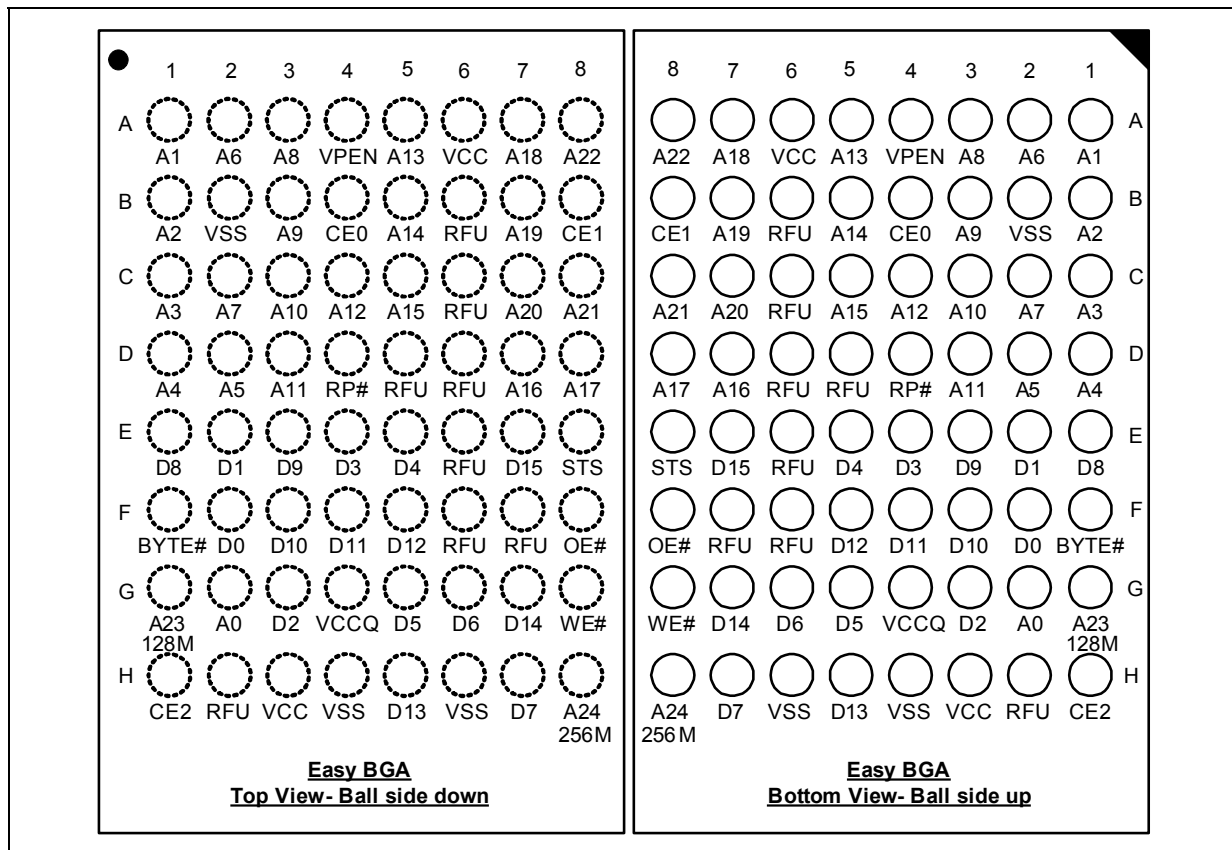 1 2 3 4 5 6 7 8
A
A1 A6 A8 VPEN A13 VCC A18 A22
B
A2 VSS A9 CE0 A14 RFU A19 CE1
C
A3 A7 A10 A12 A15 RFU A20 A21
D
A4 A5 A11 RP# RFU RFU A16 A17
E
D8 D1 D9 D3 D4 RFU D15 STS
F
BYTE# D0 D10 D11 D12 RFU RFU OE#
G
A23 A0 D2 VCCQ D5 D6 D14 WE#
128M
H
CE2 RFU VCC VSS D13 VSS D7 A24
256M
Easy BGA
Top View- Ball side down
8 7 6 5 4 3 2 1
A
A22 A18 VCC A13 VPEN A8 A6 A1
B
CE1 A19 RFU A14 CE0 A9 VSS A2
C
A21 A20 RFU A15 A12 A10 A7 A3
D
A17 A16 RFU RFU RP# A11 A5 A4
E
STS D15 RFU D4 D3 D9 D1 D8
F
OE# RFU RFU D12 D11 D10 D0 BYTE#
G
WE# D14 D6 D5 VCCQ D2 A0 A23
128M
H
A24 D7 VSS D13 VSS VCC RFU CE2
256M
Easy BGA
Bottom View- Ball side up